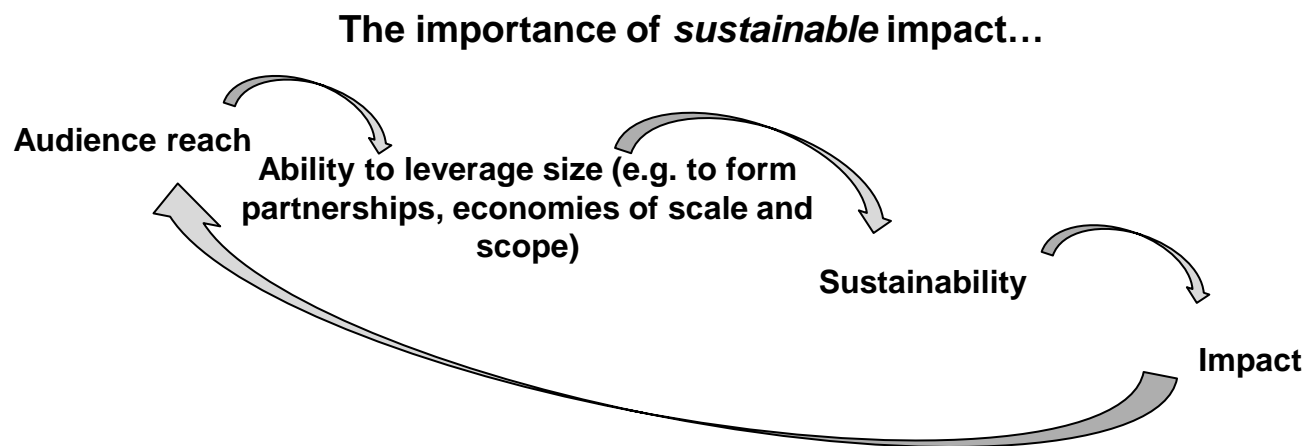 The importance of sustainable impact…
Audience reach
Ability to leverage size (e.g. to form
partnerships, economies of scale and
scope)
Sustainability
Impact